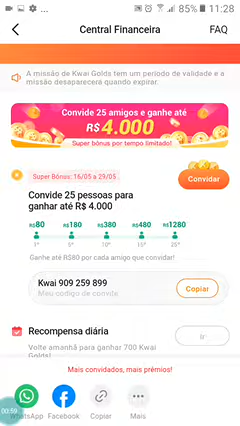 85% 11:28
Central Financeira
FAQ
A missão de Kwai Golds tem um período de validade e a
missão desaparecerá quando expirar.
Convide 25 amigos e ganhe até
R$4.000
Super bônus por tempo limitado!
Super Bônus: 16/05 a 29/05
Convidar
Convide 25 pessoas para
ganhar até R$ 4.000
R$80 R$180 R$380 R$480 R$1280
1° 5° 10° 15° 25°
Ganhe até R$80 por cada amigo que convidar!
Kwai 909 259 899
Meu código de convite
Copiar
Recompensa diária
Ir
Volte amanhã para ganhar 700 Kwai
Golds!
Mais convidados, mais prêmios!
00:59
WhatsApp Facebook Copiar Mais